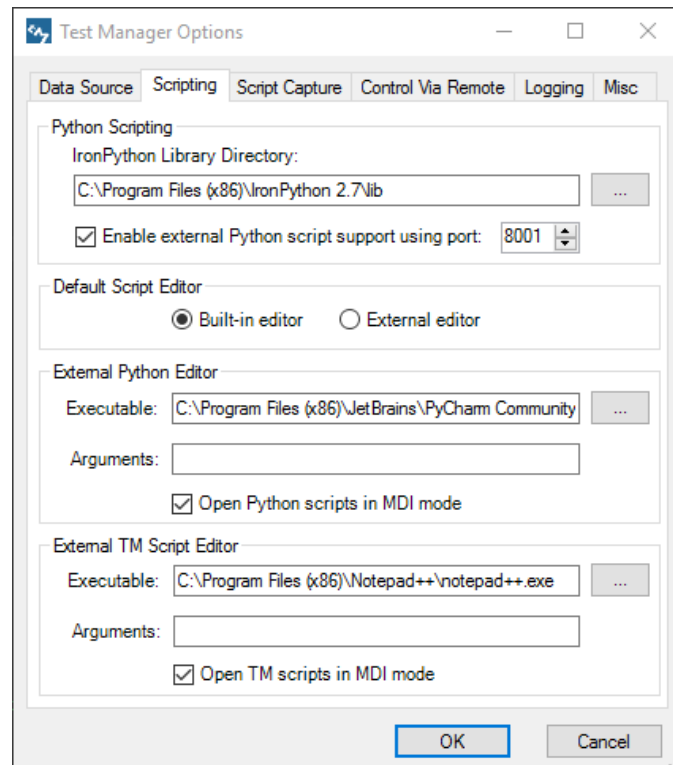 Test Manager Options
Data Source Scripting Script Capture Control Via Remote Logging Misc
Python Scripting
IronPython Library Directory:
C:\Program Files (x86)\IronPython 2.7\lib ...
Enable external Python script support using port: 8001
Default Script Editor
Built-in editor External editor
External Python Editor
Executable: C:\Program Files (x86)\JetBrains\PyCharm Community ...
Arguments:
Open Python scripts in MDI mode
External TM Script Editor
Executable: C:\Program Files (x86)\Notepad++\notepad++.exe ...
Arguments:
Open TM scripts in MDI mode
OK Cancel